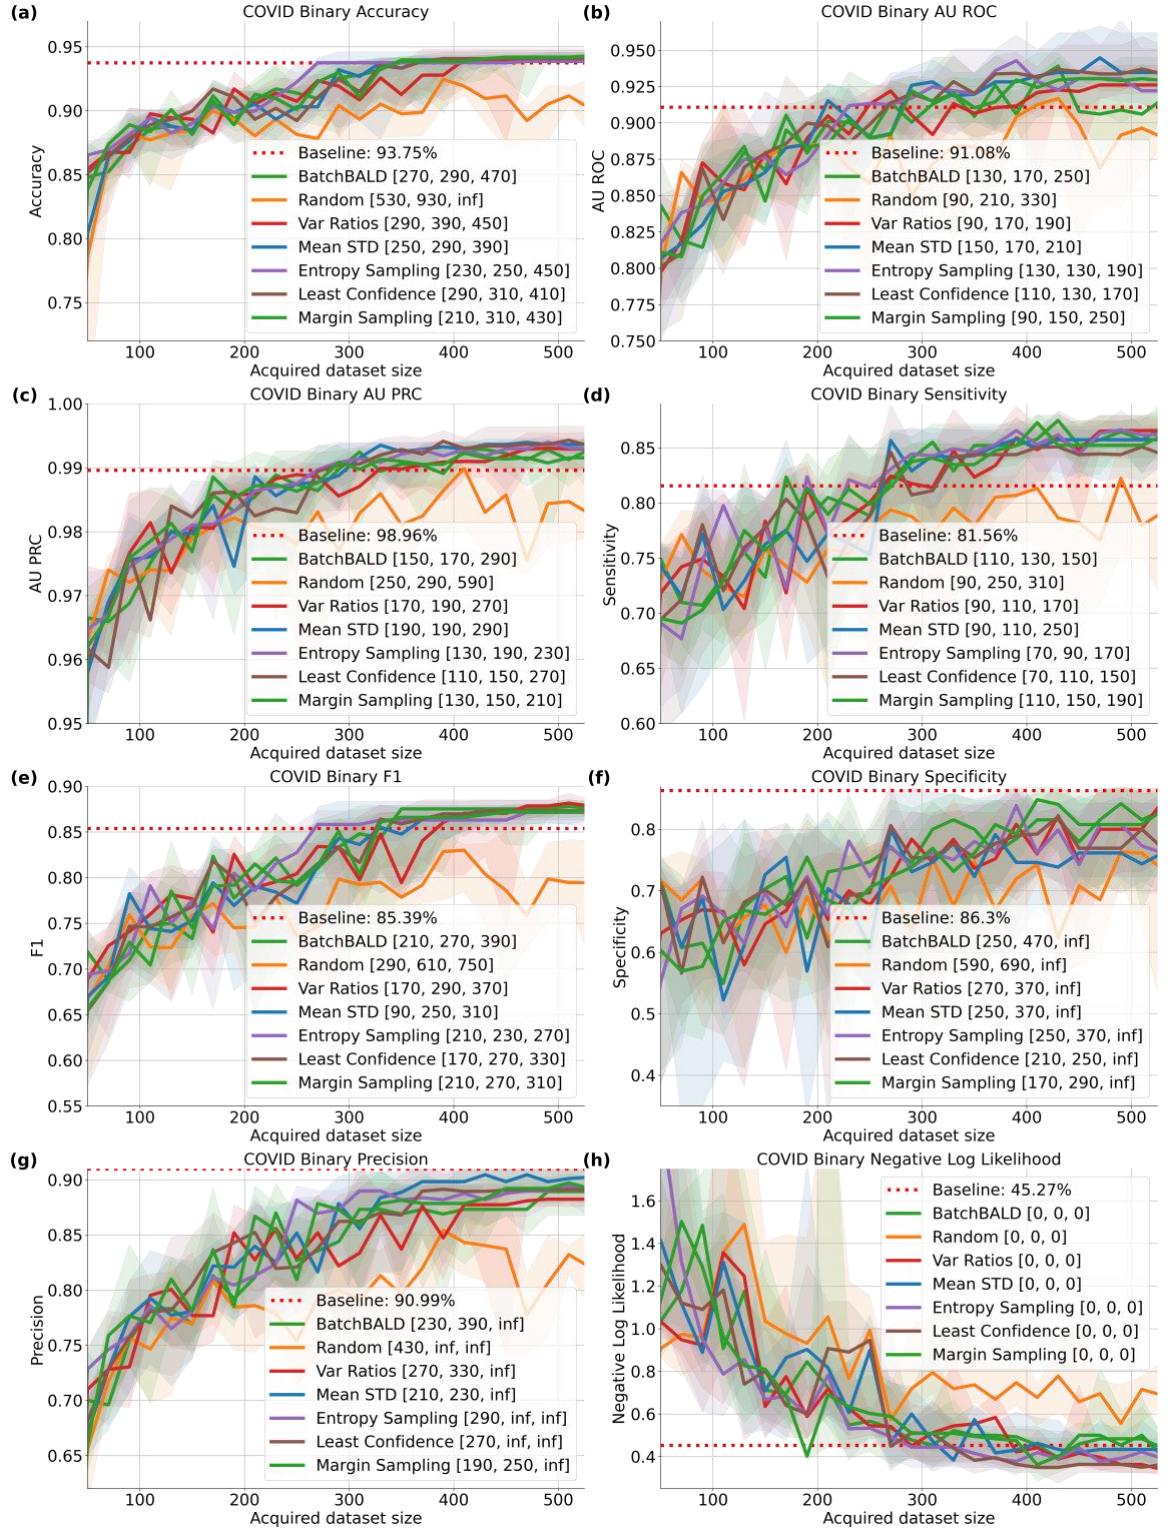 (a)
COVID Binary Accuracy
0.95
0.90
0.85
0.80
0.75
Accuracy
Baseline: 93.75%
BatchBALD [270, 290, 470]
Random [530, 930, inf]
Var Ratios [290, 390, 450]
Mean STD [250, 290, 390]
Entropy Sampling [230, 250, 450]
Least Confidence [290, 310, 410]
Margin Sampling [210, 310, 430]
100 200 300 400 500
Acquired dataset size
(b)
COVID Binary AU ROC
0.950
0.925
0.900
0.875
0.850
0.825
0.800
0.775
0.750
AU ROC
Baseline: 91.08%
BatchBALD [130, 170, 250]
Random [90, 210, 330]
Var Ratios [90, 170, 190]
Mean STD [150, 170, 210]
Entropy Sampling [130, 130, 190]
Least Confidence [110, 130, 170]
Margin Sampling [90, 150, 250]
100 200 300 400 500
Acquired dataset size
(c)
COVID Binary AU PRC
1.00
0.99
0.98
0.97
0.96
0.95
AU PRC
Baseline: 98.96%
BatchBALD [150, 170, 290]
Random [250, 290, 590]
Var Ratios [170, 190, 270]
Mean STD [190, 190, 290]
Entropy Sampling [130, 190, 230]
Least Confidence [110, 150, 270]
Margin Sampling [130, 150, 210]
100 200 300 400 500
Acquired dataset size
(d)
COVID Binary Sensitivity
0.85
0.80
0.75
0.70
0.65
0.60
Sensitivity
Baseline: 81.56%
BatchBALD [110, 130, 150]
Random [90, 250, 310]
Var Ratios [90, 110, 170]
Mean STD [90, 110, 250]
Entropy Sampling [70, 90, 170]
Least Confidence [70, 110, 150]
Margin Sampling [110, 150, 190]
100 200 300 400 500
Acquired dataset size
(e)
COVID Binary F1
0.90
0.85
0.80
0.75
0.70
0.65
0.60
0.55
F1
Baseline: 85.39%
BatchBALD [210, 270, 390]
Random [290, 610, 750]
Var Ratios [170, 290, 370]
Mean STD [90, 250, 310]
Entropy Sampling [210, 230, 270]
Least Confidence [170, 270, 330]
Margin Sampling [210, 270, 310]
100 200 300 400 500
Acquired dataset size
(f)
COVID Binary Specificity
0.8
0.7
0.6
0.5
0.4
Specificity
Baseline: 86.3%
BatchBALD [250, 470, inf]
Random [590, 690, inf]
Var Ratios [270, 370, inf]
Mean STD [250, 370, inf]
Entropy Sampling [250, 370, inf]
Least Confidence [210, 250, inf]
Margin Sampling [170, 290, inf]
100 200 300 400 500
Acquired dataset size
(g)
COVID Binary Precision
0.90
0.85
0.80
0.75
0.70
0.65
Precision
Baseline: 90.99%
BatchBALD [230, 390, inf]
Random [430, inf, inf]
Var Ratios [270, 330, inf]
Mean STD [210, 230, inf]
Entropy Sampling [290, inf, inf]
Least Confidence [270, inf, inf]
Margin Sampling [190, 250, inf]
100 200 300 400 500
Acquired dataset size
(h)
COVID Binary Negative Log Likelihood
1.6
1.4
1.2
1.0
0.8
0.6
0.4
Negative Log Likelihood
Baseline: 45.27%
BatchBALD [0, 0, 0]
Random [0, 0, 0]
Var Ratios [0, 0, 0]
Mean STD [0, 0, 0]
Entropy Sampling [0, 0, 0]
Least Confidence [0, 0, 0]
Margin Sampling [0, 0, 0]
100 200 300 400 500
Acquired dataset size